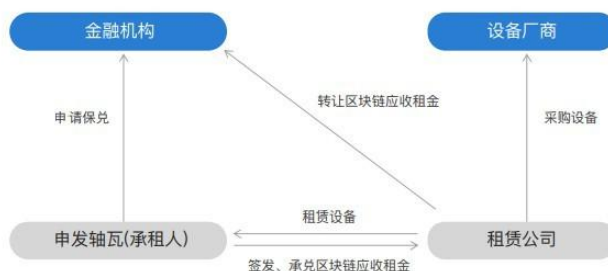 金融机构
设备厂商
转让区块链应收租金
申请保兑
采购设备
租赁设备
申发轴瓦(承租人)
租赁公司
签发、承兑区块链应收租金